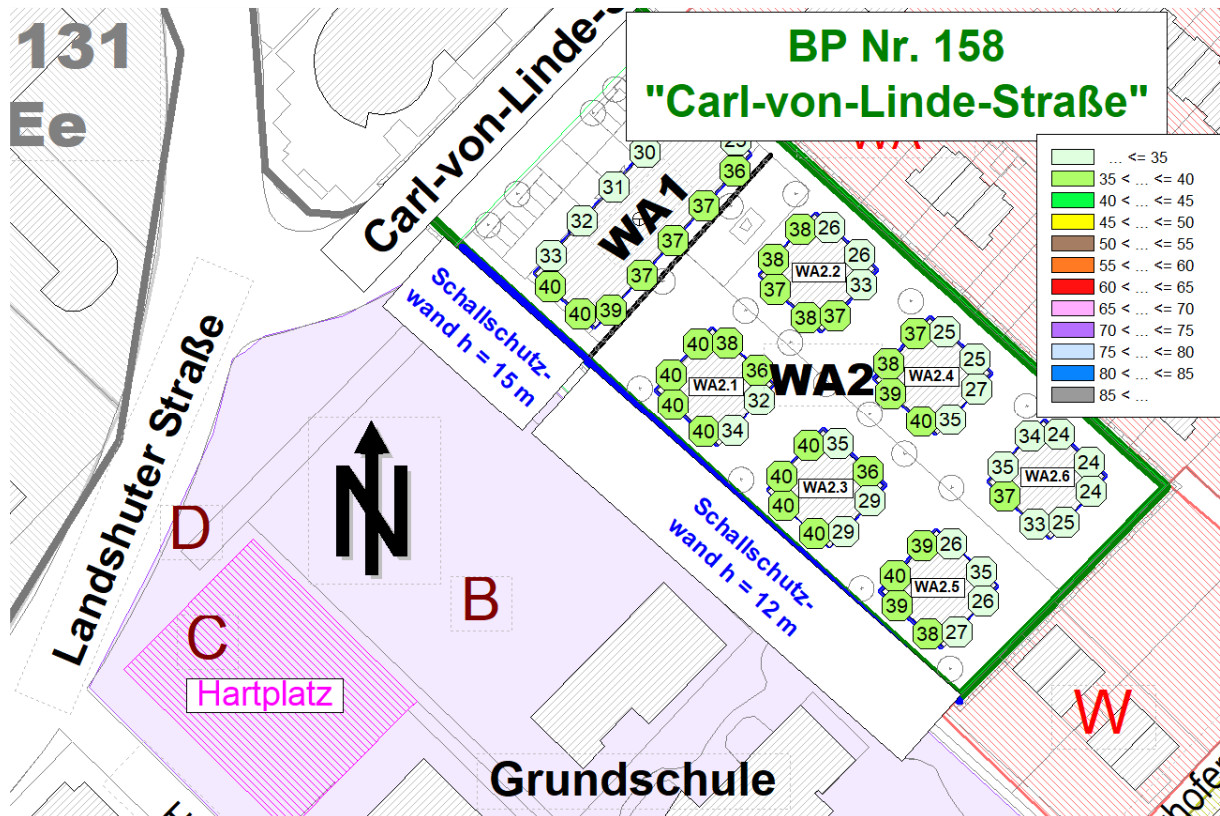 131
Ee
Carl-von-Linde-S
BP Nr. 158
"Carl-von-Linde-Straße"
WA
... <= 35
35 < ... <= 40
40 < ... <= 45
45 < ... <= 50
50 < ... <= 55
55 < ... <= 60
60 < ... <= 65
65 < ... <= 70
70 < ... <= 75
75 < ... <= 80
80 < ... <= 85
85 < ...
30
36
31
37
WA1
32
37
33
37
40
40
39
Schallschutz-
wand h = 15 m
38
26
38
26
WA2.2
37
33
38
37
40
38
40
36
WA2.1
40
32
40
34
WA2
37
25
38
25
WA2.4
39
27
40
35
40
35
40
36
WA2.3
40
29
40
29
34
24
35
24
WA2.6
37
24
33
25
39
26
40
35
WA2.5
39
26
38
27
Schallschutz-
wand h = 12 m
Landshuter Straße
N
D
B
C
Hartplatz
Grundschule
W
hofer